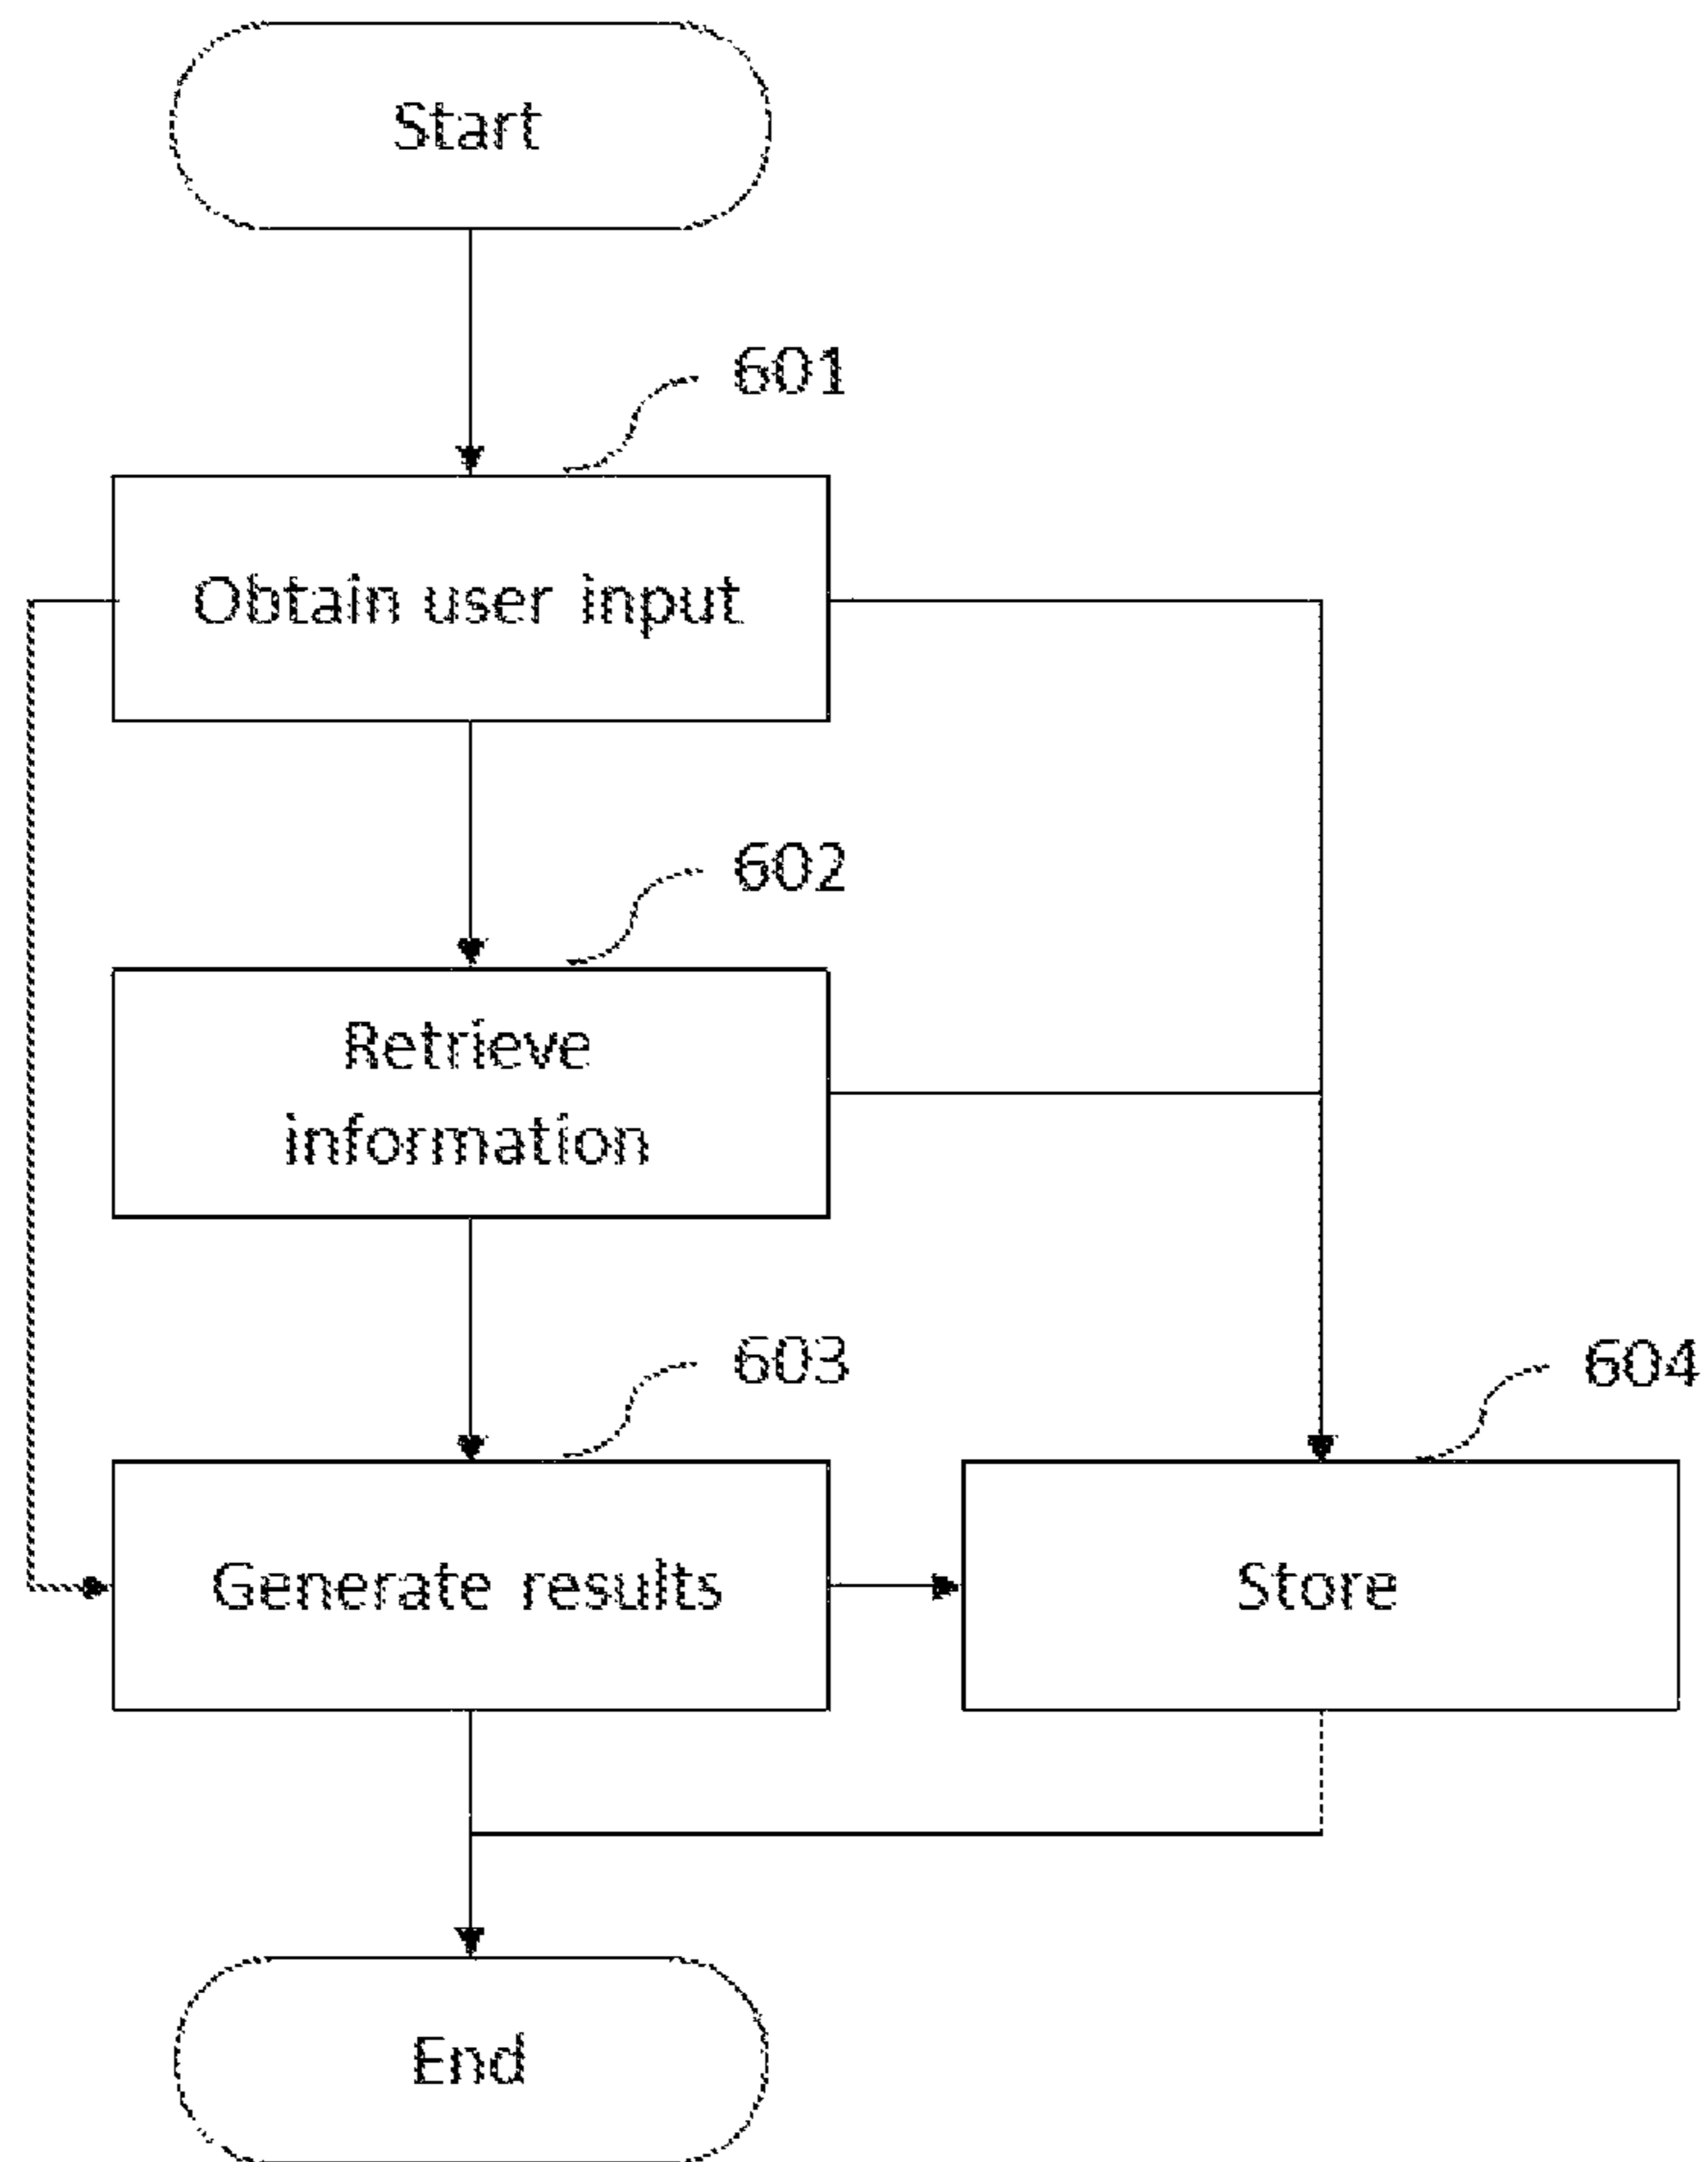 Start
601
Obtain user input
602
Retrieve
information
603
604
Generate results
Store
End